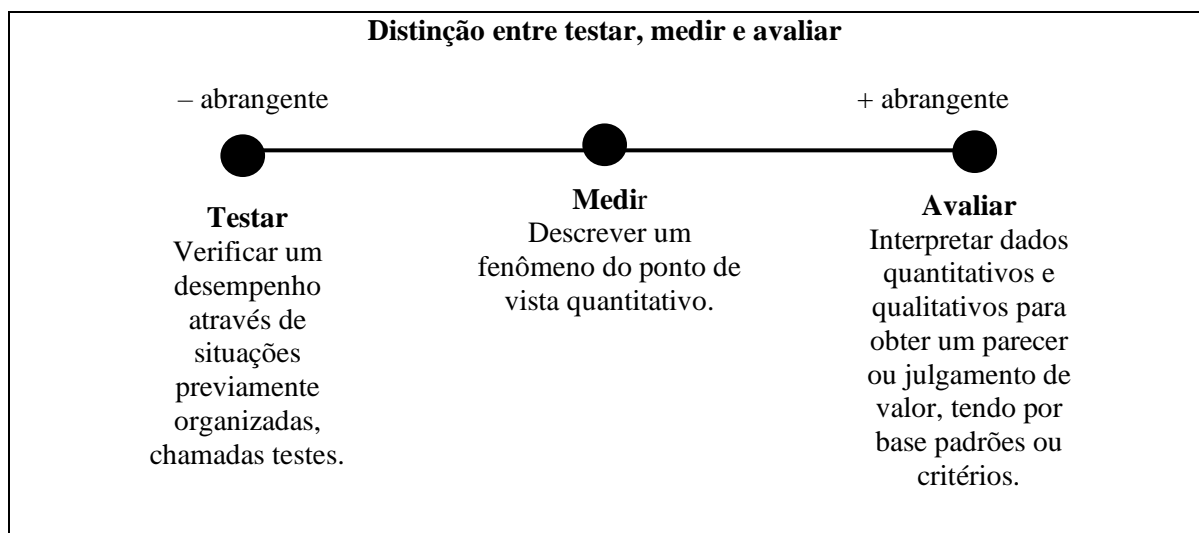 Distinção entre testar, medir e avaliar
– abrangente
+ abrangente
Testar
Verificar um
desempenho
através de
situações
previamente
organizadas,
chamadas testes.
Medir
Descrever um
fenômeno do ponto de
vista quantitativo.
Avaliar
Interpretar dados
quantitativos e
qualitativos para
obter um parecer
ou julgamento de
valor, tendo por
base padrões ou
critérios.